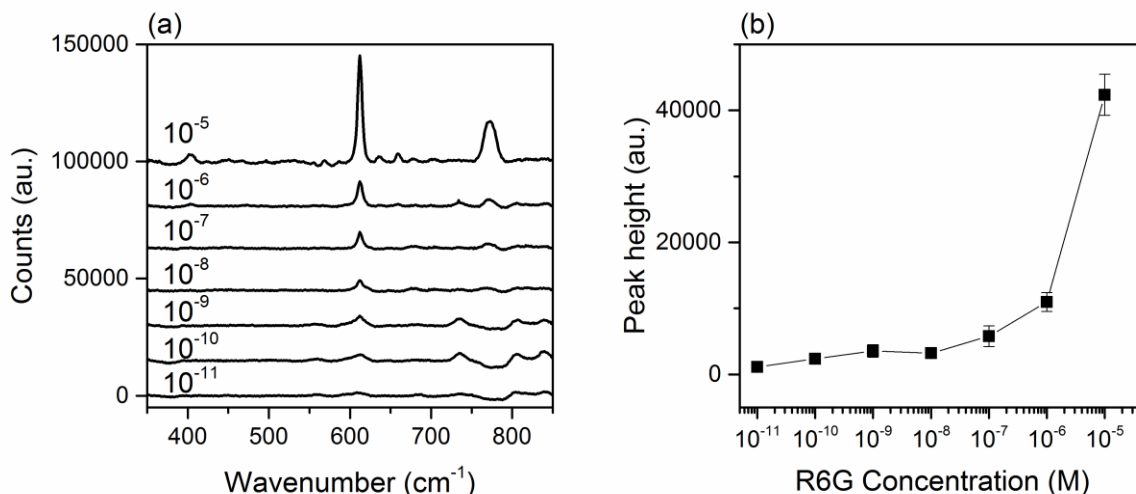 (a)
150000
100000
50000
0
Counts (au.)
10⁻⁵
10⁻⁶
10⁻⁷
10⁻⁸
10⁻⁹
10⁻¹⁰
10⁻¹¹
400 500 600 700 800
Wavenumber (cm⁻¹)
(b)
40000
20000
0
Peak height (au.)
10⁻¹¹ 10⁻¹⁰ 10⁻⁹ 10⁻⁸ 10⁻⁷ 10⁻⁶ 10⁻⁵
R6G Concentration (M)